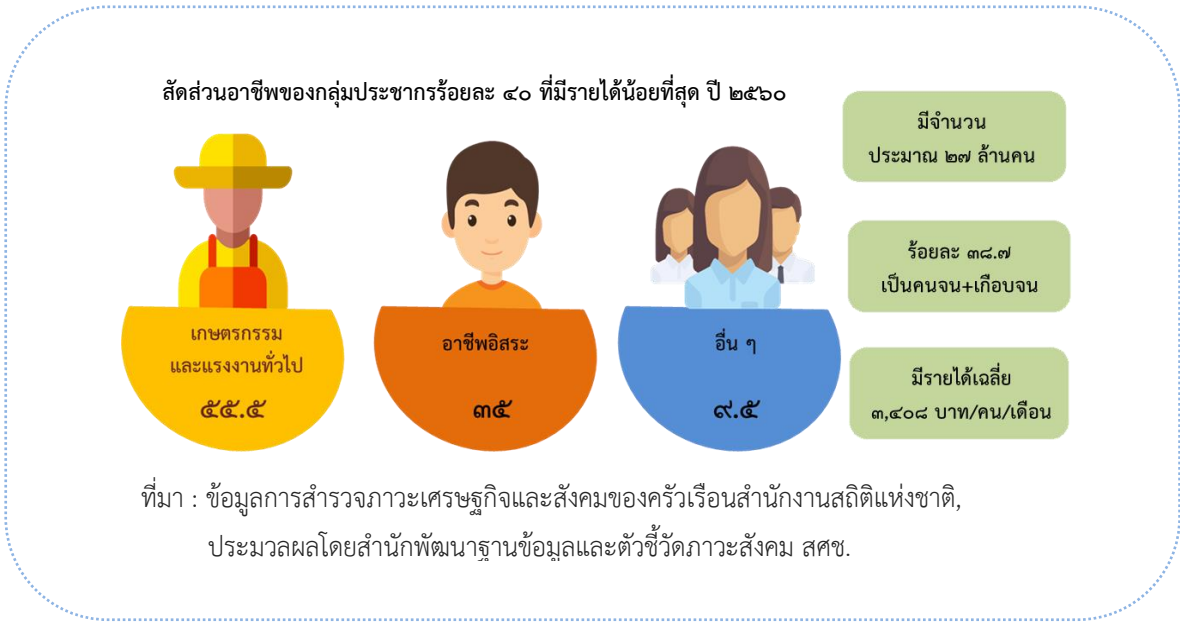 สัดส่วนอาชีพของกลุ่มประชากรร้อยละ ๔๐ ที่มีรายได้น้อยที่สุด ปี ๒๕๖๐
เกษตรกรรม
และแรงงานทั่วไป
๕๕.๕
อาชีพอิสระ
๓๕
อื่น ๆ
๙.๕
มีจำนวน
ประมาณ ๒๗ ล้านคน
ร้อยละ ๓๘.๗
เป็นคนจน+เกือบจน
มีรายได้เฉลี่ย
๓,๔๐๘ บาท/คน/เดือน
ที่มา : ข้อมูลการสำรวจภาวะเศรษฐกิจและสังคมของครัวเรือนสำนักงานสถิติแห่งชาติ,
ประมวลผลโดยสำนักพัฒนาฐานข้อมูลและตัวชี้วัดภาวะสังคม สศช.